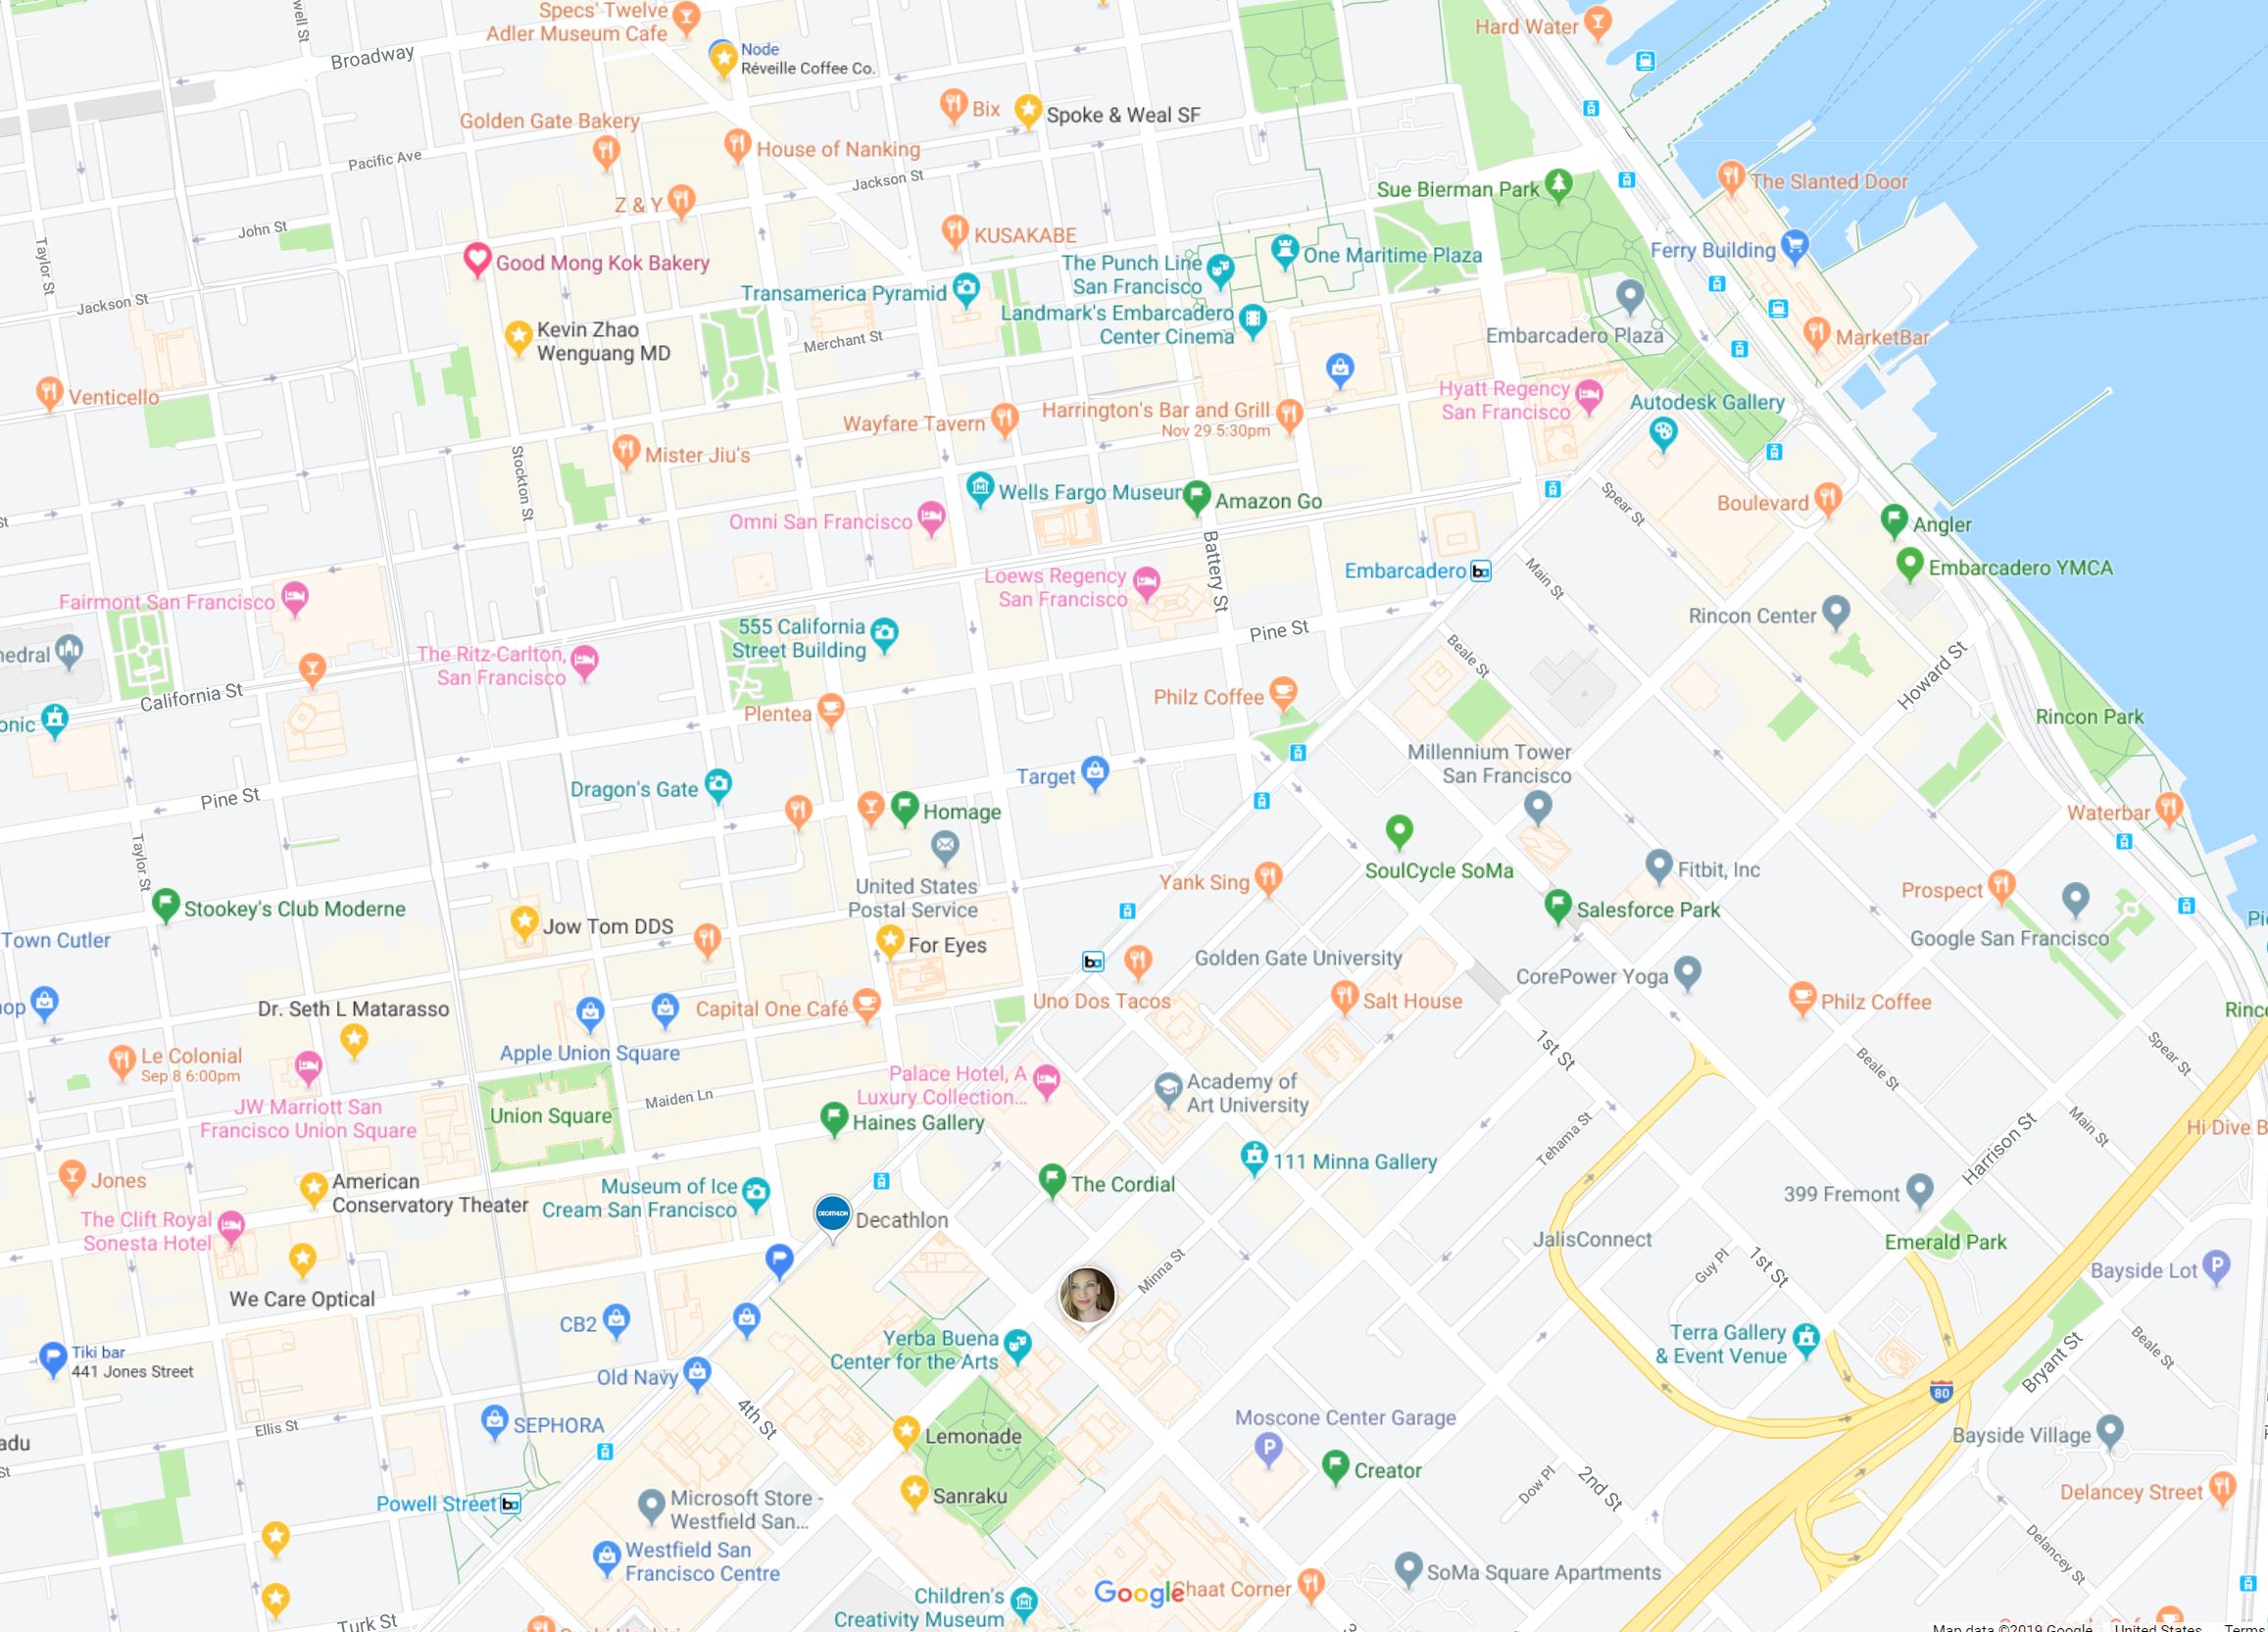 Specs' Twelve
Adler Museum Cafe
Hard Water
Broadway
Node
Réveille Coffee Co.
Golden Gate Bakery
Bix
Spoke & Weal SF
House of Nanking
Pacific Ave
Jackson St
Z & Y
Sue Bierman Park
The Slanted Door
John St
Taylor St
KUSAKABE
Good Mong Kok Bakery
The Punch Line
San Francisco
One Maritime Plaza
Ferry Building
Transamerica Pyramid
Jackson St
Landmark's Embarcadero
Center Cinema
Kevin Zhao
Wenguang MD
Merchant St
Embarcadero Plaza
MarketBar
Venticello
Wayfare Tavern
Harrington's Bar and Grill
Nov 29 5:30pm
Hyatt Regency
San Francisco
Autodesk Gallery
Mister Jiu's
Stockton St
Wells Fargo Museum
Amazon Go
Omni San Francisco
Spear St
Boulevard
Angler
Battery St
Embarcadero
Embarcadero YMCA
Main St
Loews Regency
San Francisco
Fairmont San Francisco
Rincon Center
555 California
Street Building
Pine St
The Ritz-Carlton,
San Francisco
Beale St
Howard St
California St
Plentea
Philz Coffee
Rincon Park
Millennium Tower
San Francisco
Dragon's Gate
Target
Pine St
Homage
Waterbar
Taylor St
Yank Sing
SoulCycle SoMa
Fitbit, Inc
United States
Postal Service
Prospect
Stookey's Club Moderne
Salesforce Park
Jow Tom DDS
Town Cutler
For Eyes
Golden Gate University
Google San Francisco
CorePower Yoga
Dr. Seth L Matarasso
Capital One Café
Uno Dos Tacos
Salt House
Philz Coffee
Apple Union Square
Le Colonial
Sep 8 6:00pm
1st St
Spear St
Beale St
Palace Hotel, A
Luxury Collection...
Academy of
Art University
JW Marriott San
Francisco Union Square
Union Square
Maiden Ln
Haines Gallery
Tehama St
Harrison St
Main St
111 Minna Gallery
The Cordial
Jones
American
Conservatory Theater
Museum of Ice
Cream San Francisco
399 Fremont
The Clift Royal
Sonesta Hotel
DECATHLON
Decathlon
JalisConnect
Emerald Park
Minna St
Guy Pl
1st St
Bayside Lot
We Care Optical
CB2
Yerba Buena
Center for the Arts
Terra Gallery
& Event Venue
Beale St
Tiki bar
441 Jones Street
Old Navy
Bryant St
80
4th St
Ellis St
SEPHORA
Lemonade
Moscone Center Garage
Bayside Village
Creator
Powell Street
Microsoft Store -
Westfield San...
Sanraku
Dow Pl
2nd St
Delancey Street
Westfield San
Francisco Centre
Delancey St
SoMa Square Apartments
Children's
Creativity Museum
Google
Chaat Corner
Turk St
Map data ©2019 Google
United States